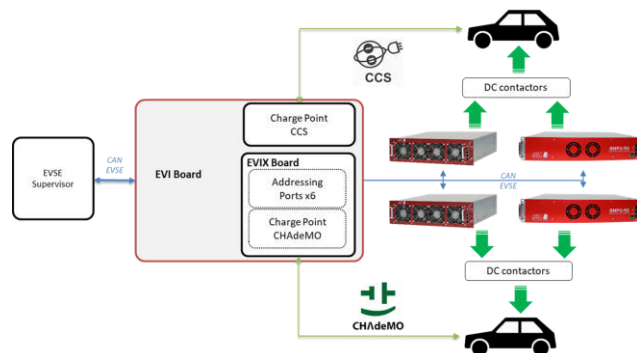 CCS
DC contactors
Charge Point
CCS
EVSE
Supervisor
CAN
EVSE
EVI Board
EVIX Board
Addressing
Ports x6
Charge Point
CHAdeMO
CAN
EVSE
DC contactors
CHΛdeMO